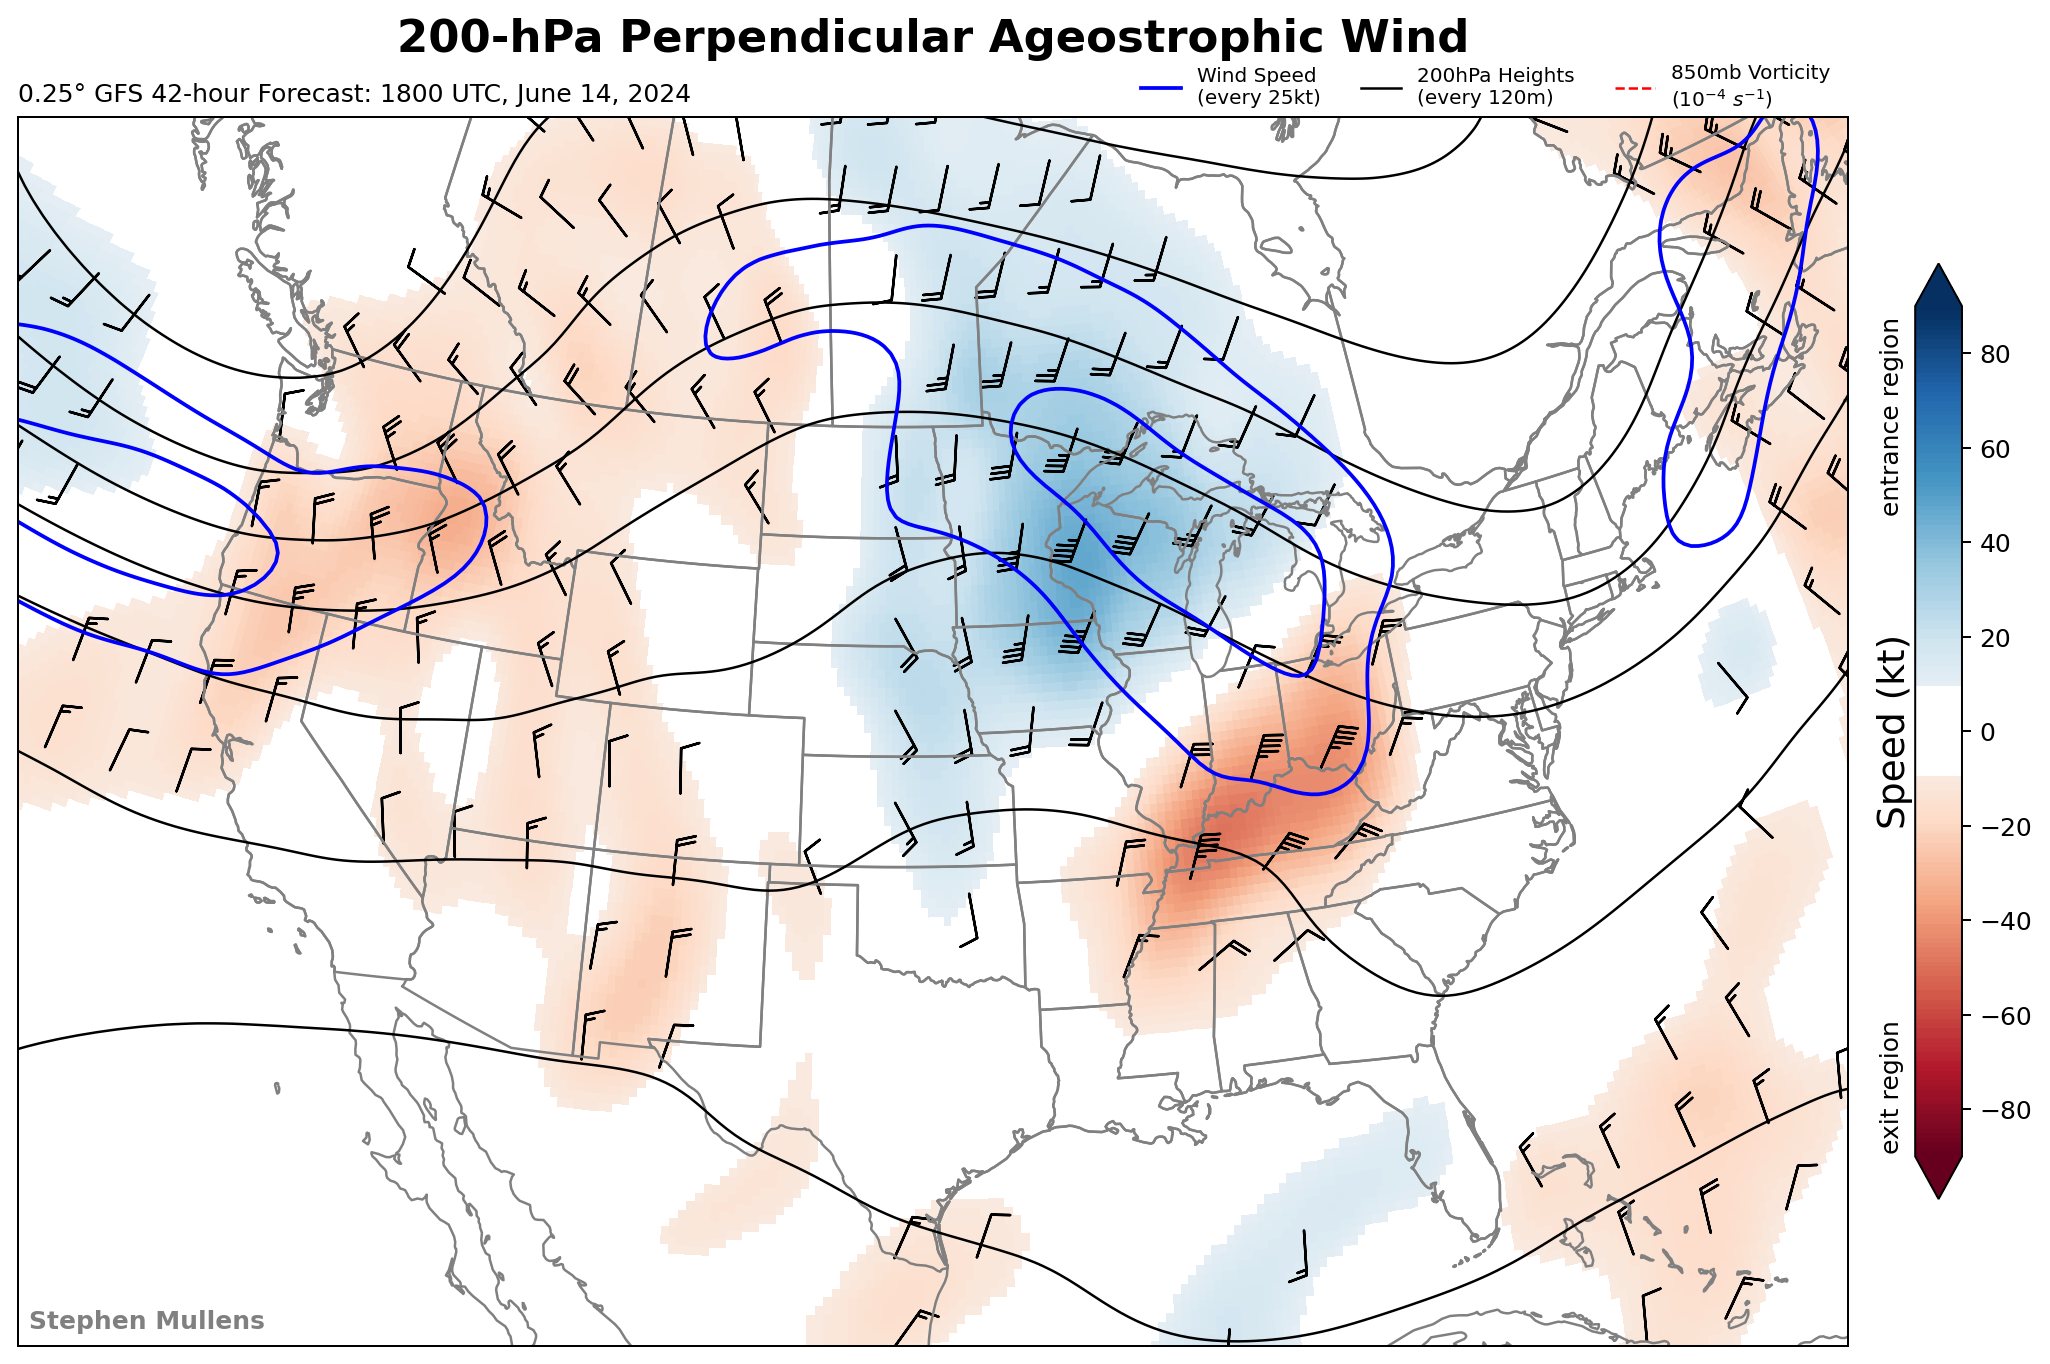 200-hPa Perpendicular Ageostrophic Wind
0.25° GFS 42-hour Forecast: 1800 UTC, June 14, 2024
Wind Speed
(every 25kt)
200hPa Heights
(every 120m)
850mb Vorticity
(10⁻⁴ s⁻¹)
entrance region
Speed (kt)
exit region
80
60
40
20
0
−20
−40
−60
−80
Stephen Mullens